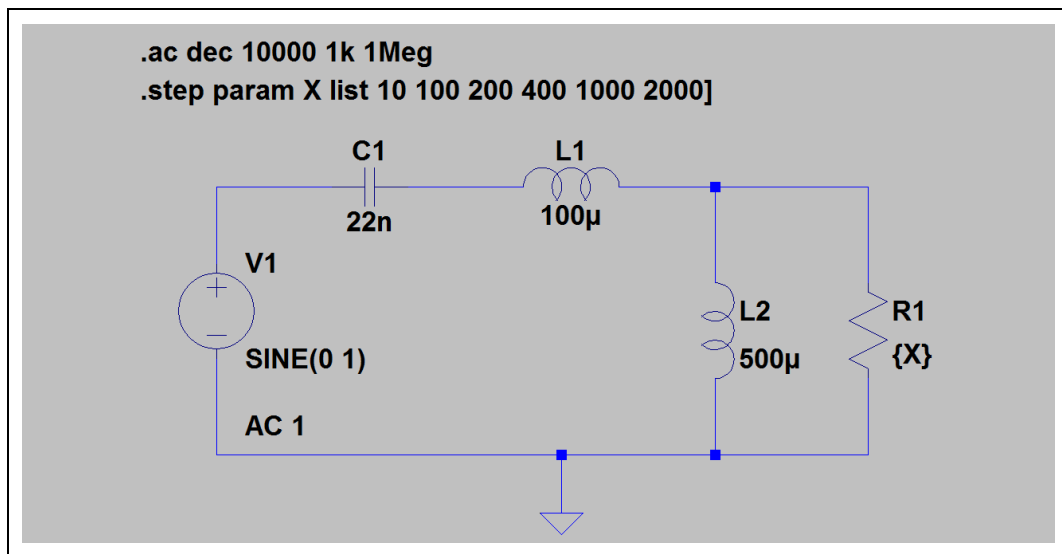 .ac dec 10000 1k 1Meg
.step param X list 10 100 200 400 1000 2000]
C1
22n
L1
100µ
V1
SINE(0 1)
AC 1
L2
500µ
R1
{X}